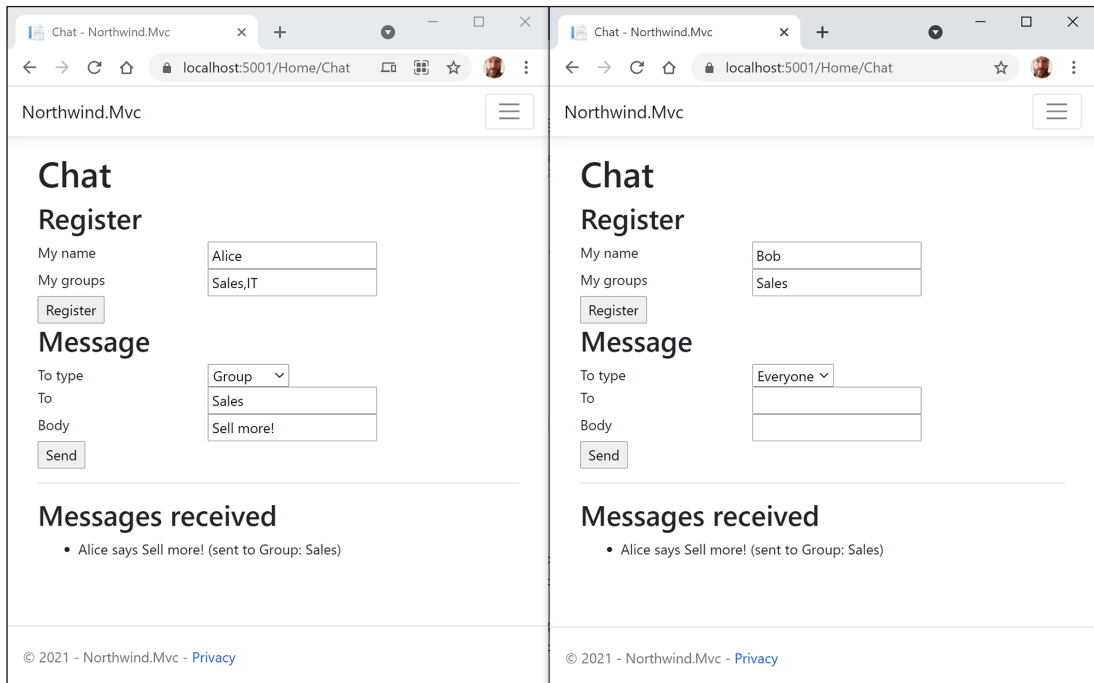 Chat - Northwind.Mvc
localhost:5001/Home/Chat
Northwind.Mvc
Chat
Register
My name Alice
My groups Sales,IT
Register
Message
To type Group
To Sales
Body Sell more!
Send
Messages received
• Alice says Sell more! (sent to Group: Sales)
© 2021 - Northwind.Mvc - Privacy
Chat - Northwind.Mvc
localhost:5001/Home/Chat
Northwind.Mvc
Chat
Register
My name Bob
My groups Sales
Register
Message
To type Everyone
To
Body
Send
Messages received
• Alice says Sell more! (sent to Group: Sales)
© 2021 - Northwind.Mvc - Privacy